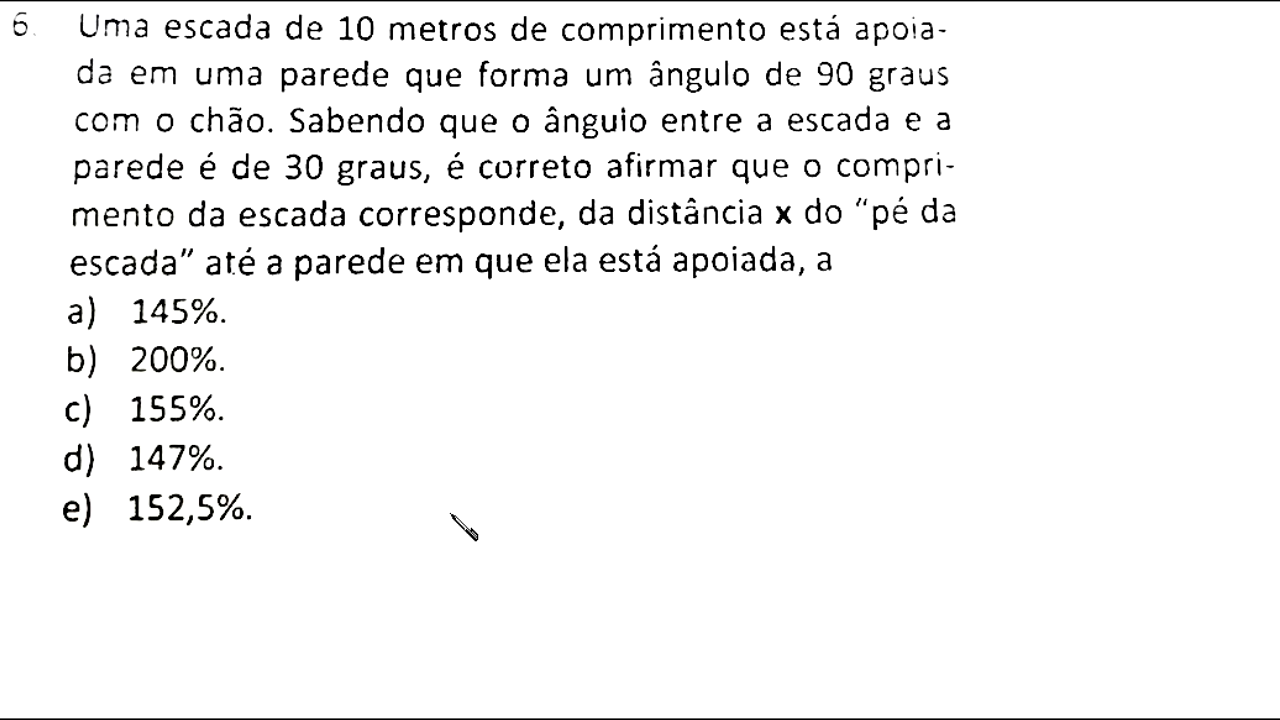 6. Uma escada de 10 metros de comprimento está apoia-
da em uma parede que forma um ângulo de 90 graus
com o chão. Sabendo que o ângulo entre a escada e a
parede é de 30 graus, é correto afirmar que o compri-
mento da escada corresponde, da distância x do “pé da
escada” até a parede em que ela está apoiada, a
a) 145%.
b) 200%.
c) 155%.
d) 147%.
e) 152,5%.